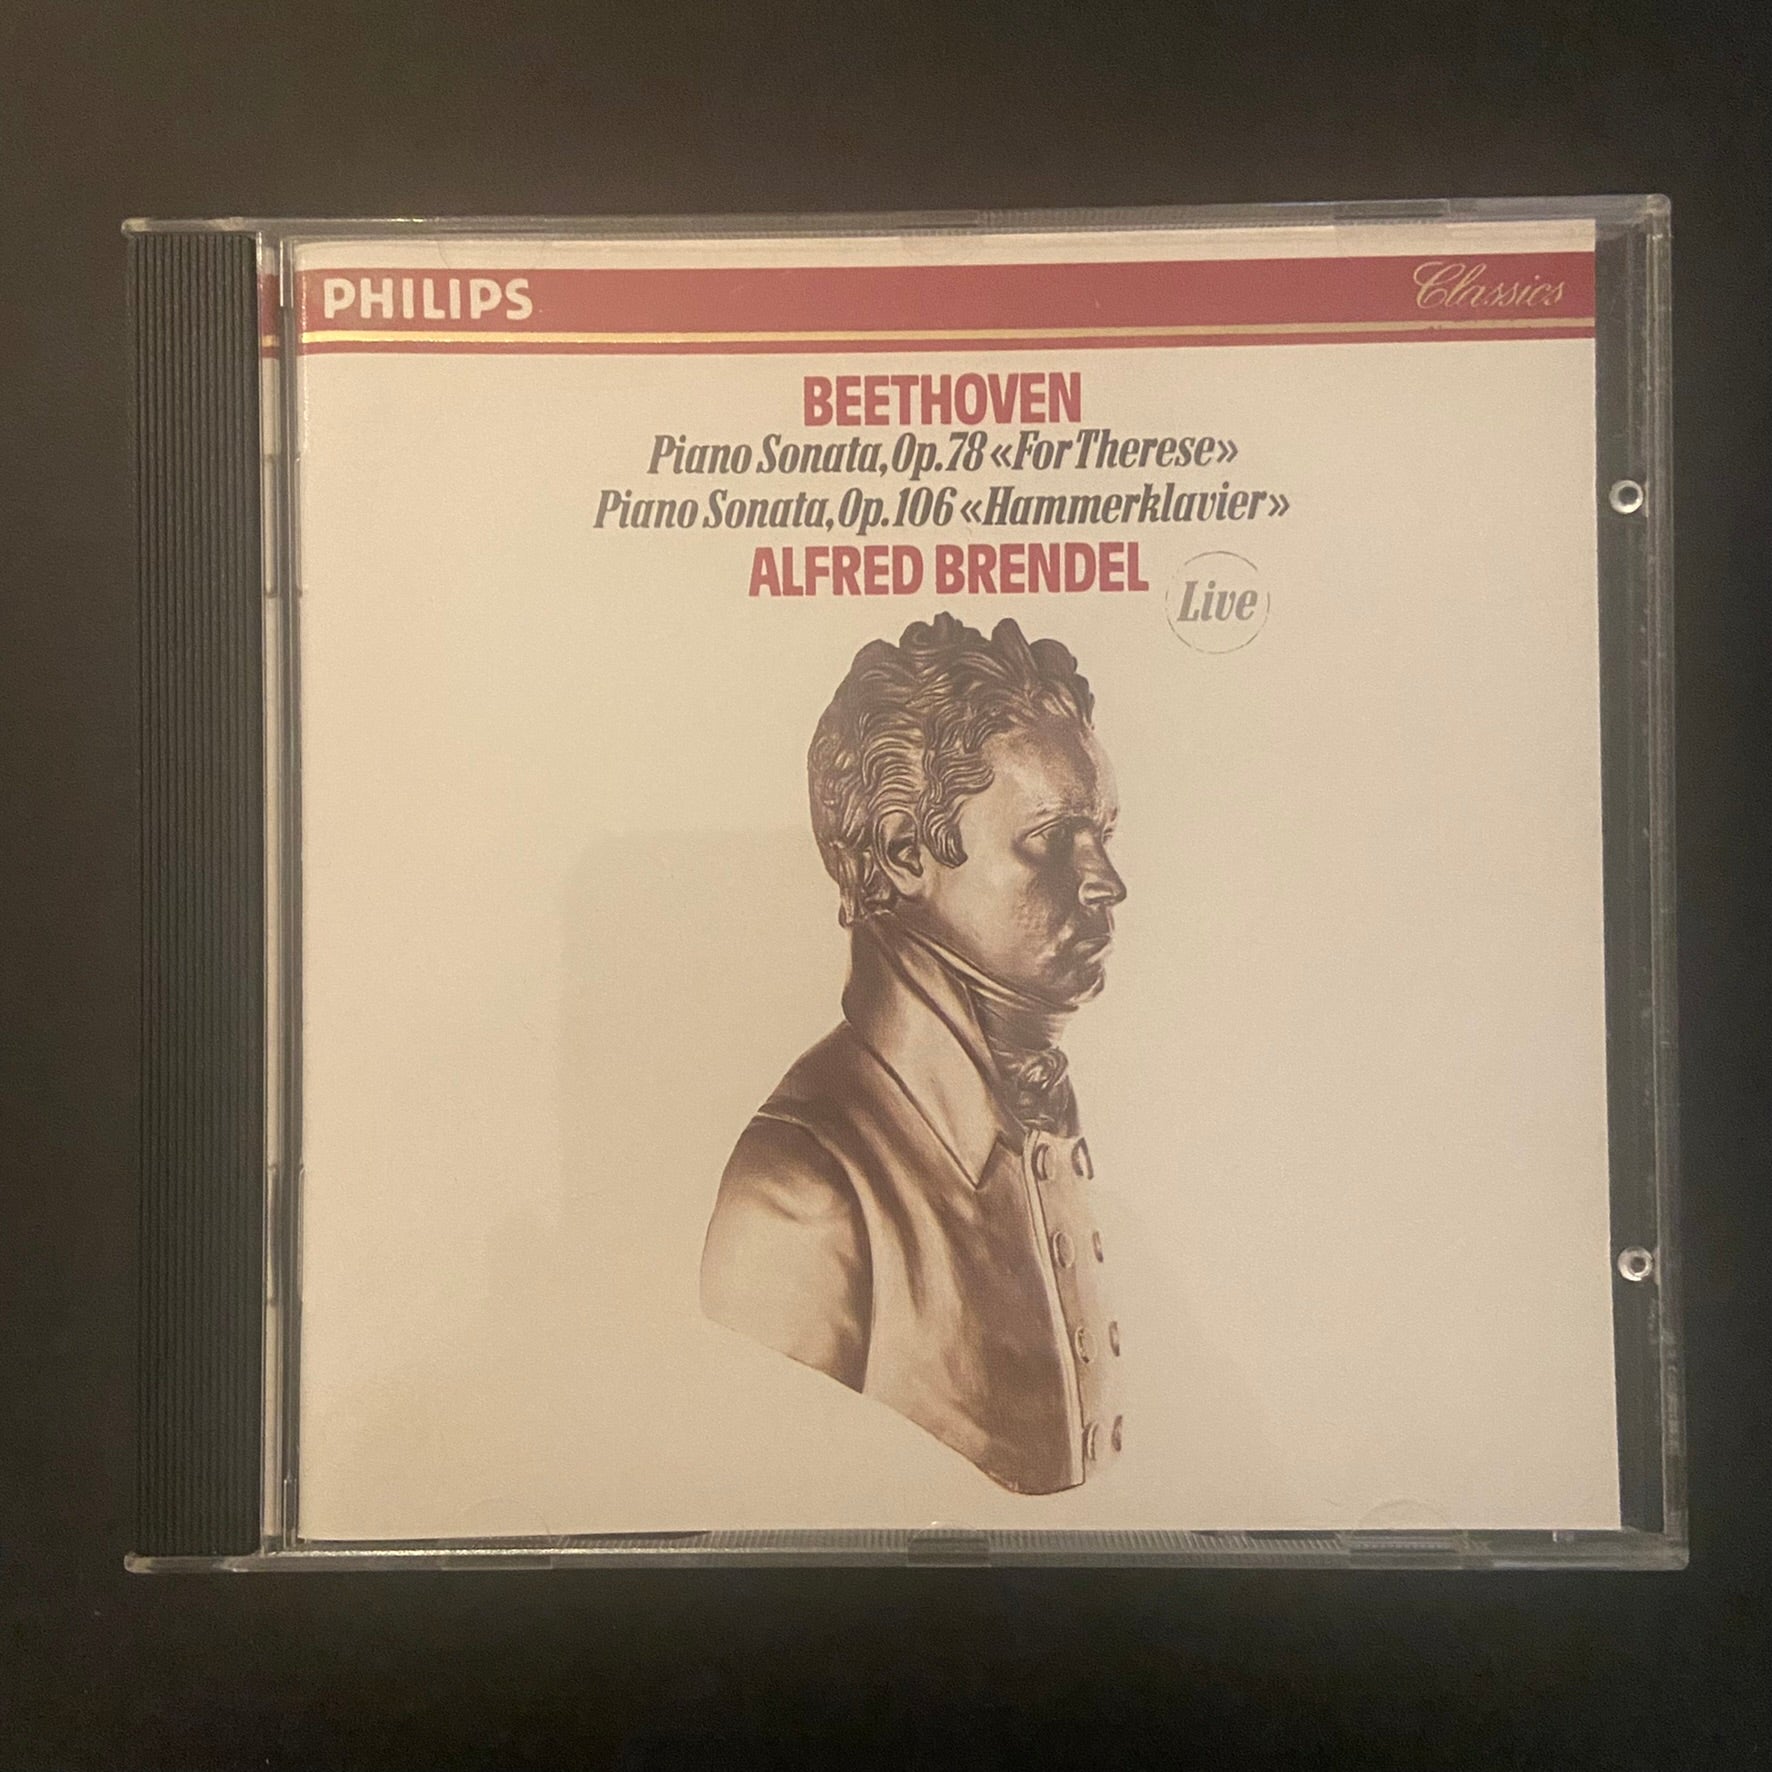 PHILIPS Classics
BEETHOVEN
Piano Sonata, Op.78 «For Therese»
Piano Sonata, Op.106 «Hammerklavier»
ALFRED BRENDEL
Live